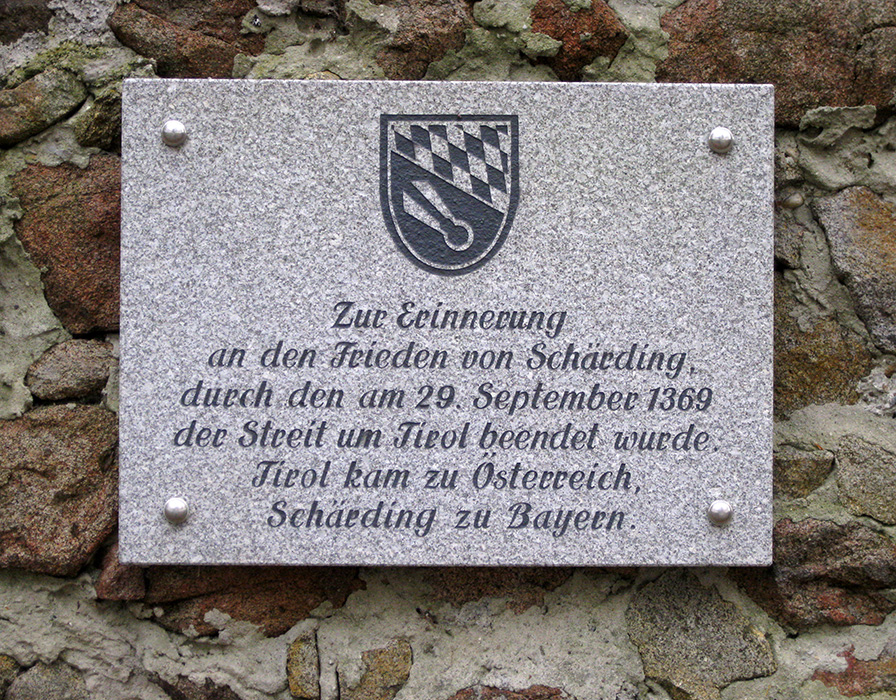 Zur Erinnerung
an den Frieden von Schärding,
durch den am 29. September 1369
der Streit um Tirol beendet wurde.
Tirol kam zu Österreich,
Schärding zu Bayern.